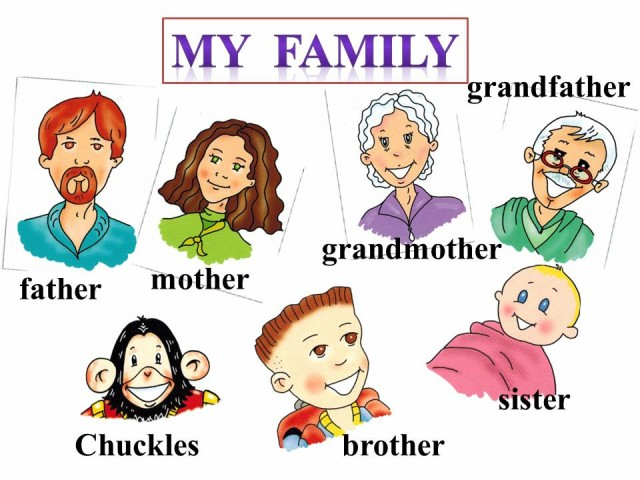 MY FAMILY
grandfather
grandmother
mother
father
sister
Chuckles
brother